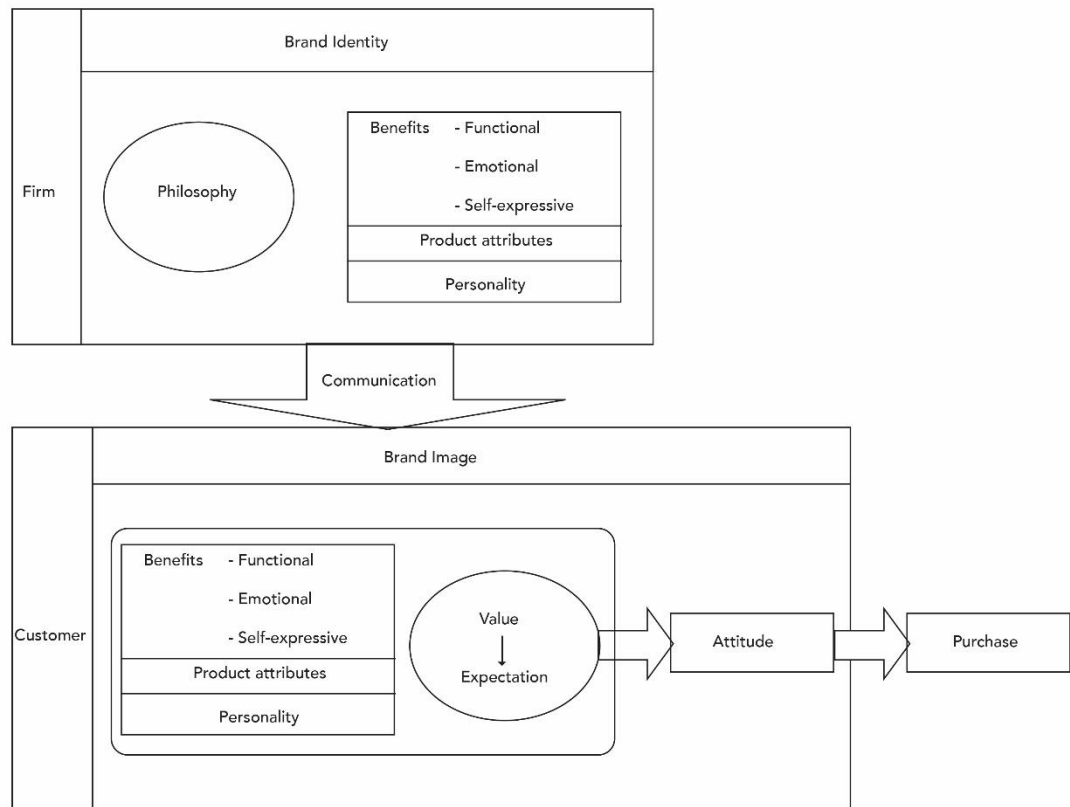 Brand Identity
Firm
Philosophy
Benefits - Functional
- Emotional
- Self-expressive
Product attributes
Personality
Communication
Brand Image
Customer
Benefits - Functional
- Emotional
- Self-expressive
Product attributes
Personality
Value
Expectation
Attitude
Purchase